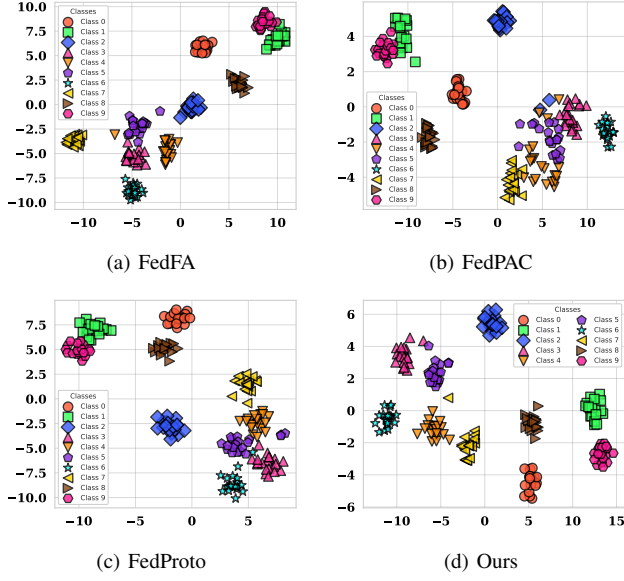 10.0
7.5
5.0
2.5
0.0
−2.5
−5.0
−7.5
−10.0
−10 −5 0 5 10
Classes
Class 0
Class 1
Class 2
Class 3
Class 4
Class 5
Class 6
Class 7
Class 8
Class 9
(a) FedFA
4
2
0
−2
−4
−10 −5 0 5 10
Classes
Class 0
Class 1
Class 2
Class 3
Class 4
Class 5
Class 6
Class 7
Class 8
Class 9
(b) FedPAC
7.5
5.0
2.5
0.0
−2.5
−5.0
−7.5
−10.0
−10 −5 0 5
Classes
Class 0
Class 1
Class 2
Class 3
Class 4
Class 5
Class 6
Class 7
Class 8
Class 9
(c) FedProto
6
4
2
0
−2
−4
−6
−10 −5 0 5 10 15
Classes
Class 0 Class 5
Class 1 Class 6
Class 2 Class 7
Class 3 Class 8
Class 4 Class 9
(d) Ours